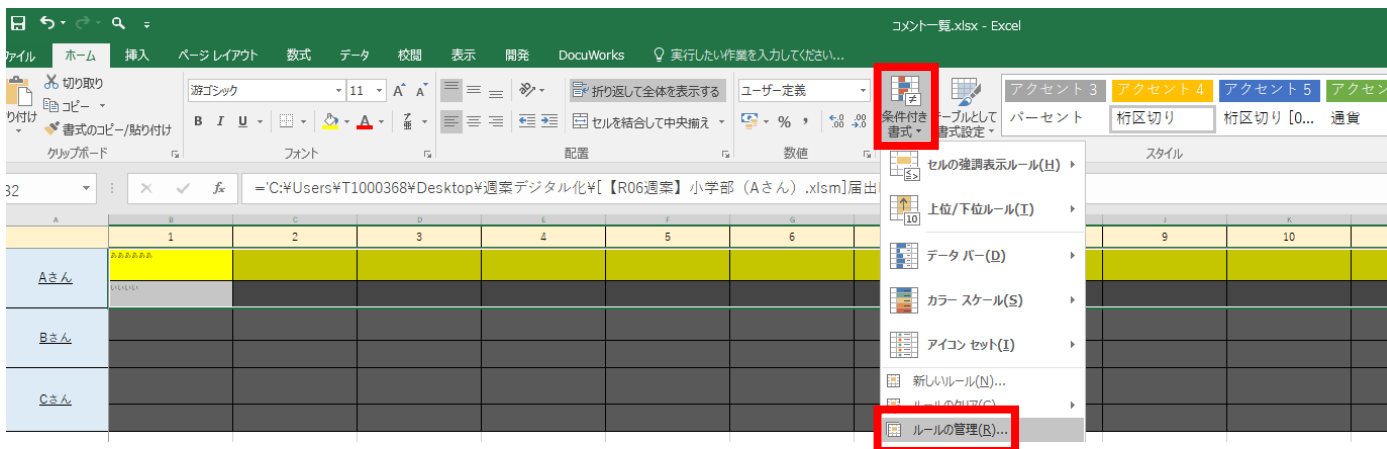 コメント一覧.xlsx - Excel
ァイル ホーム 挿入 ページ レイアウト 数式 データ 校閲 表示 開発 DocuWorks 実行したい作業を入力してください...
切り取り
コピー
り付け
書式のコピー/貼り付け
クリップボード
游ゴシック 11
B I U
フォント
折り返して全体を表示する
セルを結合して中央揃え
配置
ユーザー定義
数値
条件付き書式
テーブルとして書式設定
アクセント 3 アクセント 4 アクセント 5 アクセン
パーセント 桁区切り 桁区切り [0... 通貨
スタイル
32 fx ='C:¥Users¥T1000368¥Desktop¥週案デジタル化¥[【R06週案】小学部（Aさん）.xlsm]届出
A B C D E F G J K
1 2 3 4 5 6 9 10
Aさん
ああああああ
いいいいい
Bさん
Cさん
セルの強調表示ルール(H)
上位/下位ルール(T)
データ バー(D)
カラー スケール(S)
アイコン セット(I)
新しいルール(N)...
ルールのクリア(C)
ルールの管理(R)...